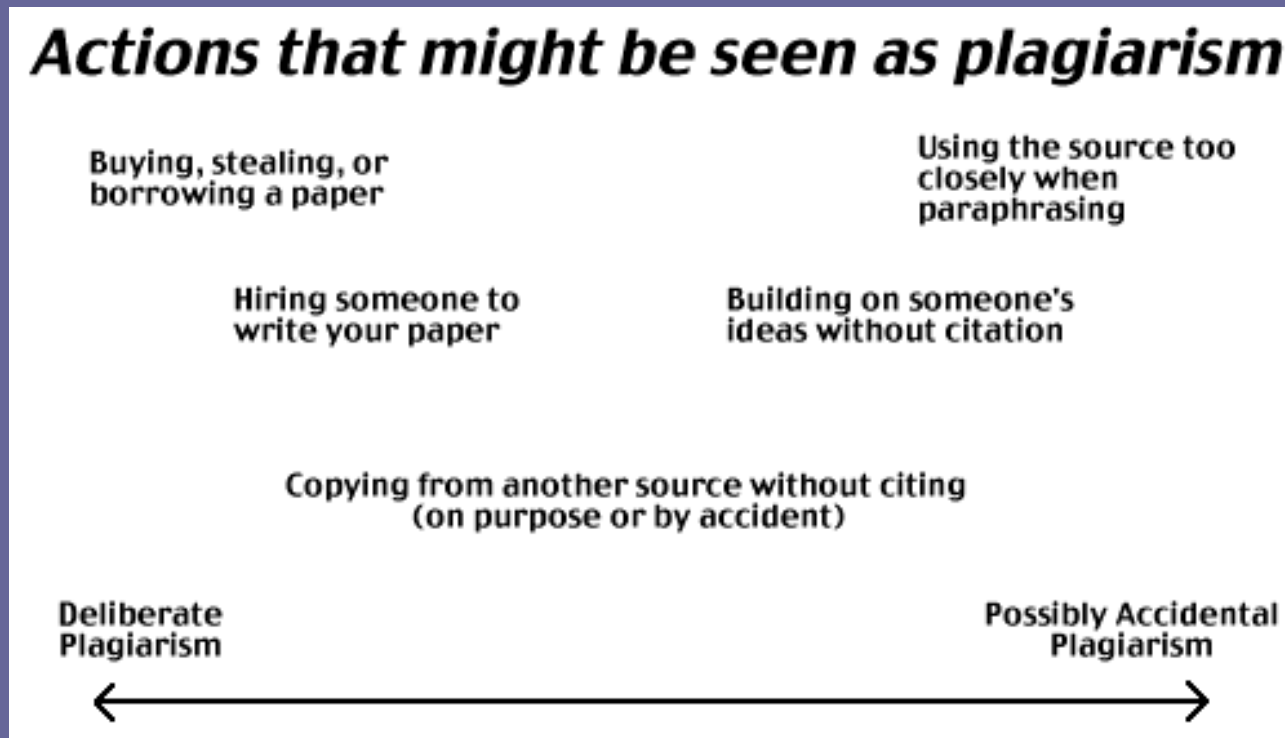 Actions that might be seen as plagiarism
Buying, stealing, or
borrowing a paper
Using the source too
closely when
paraphrasing
Hiring someone to
write your paper
Building on someone's
ideas without citation
Copying from another source without citing
(on purpose or by accident)
Deliberate
Plagiarism
Possibly Accidental
Plagiarism